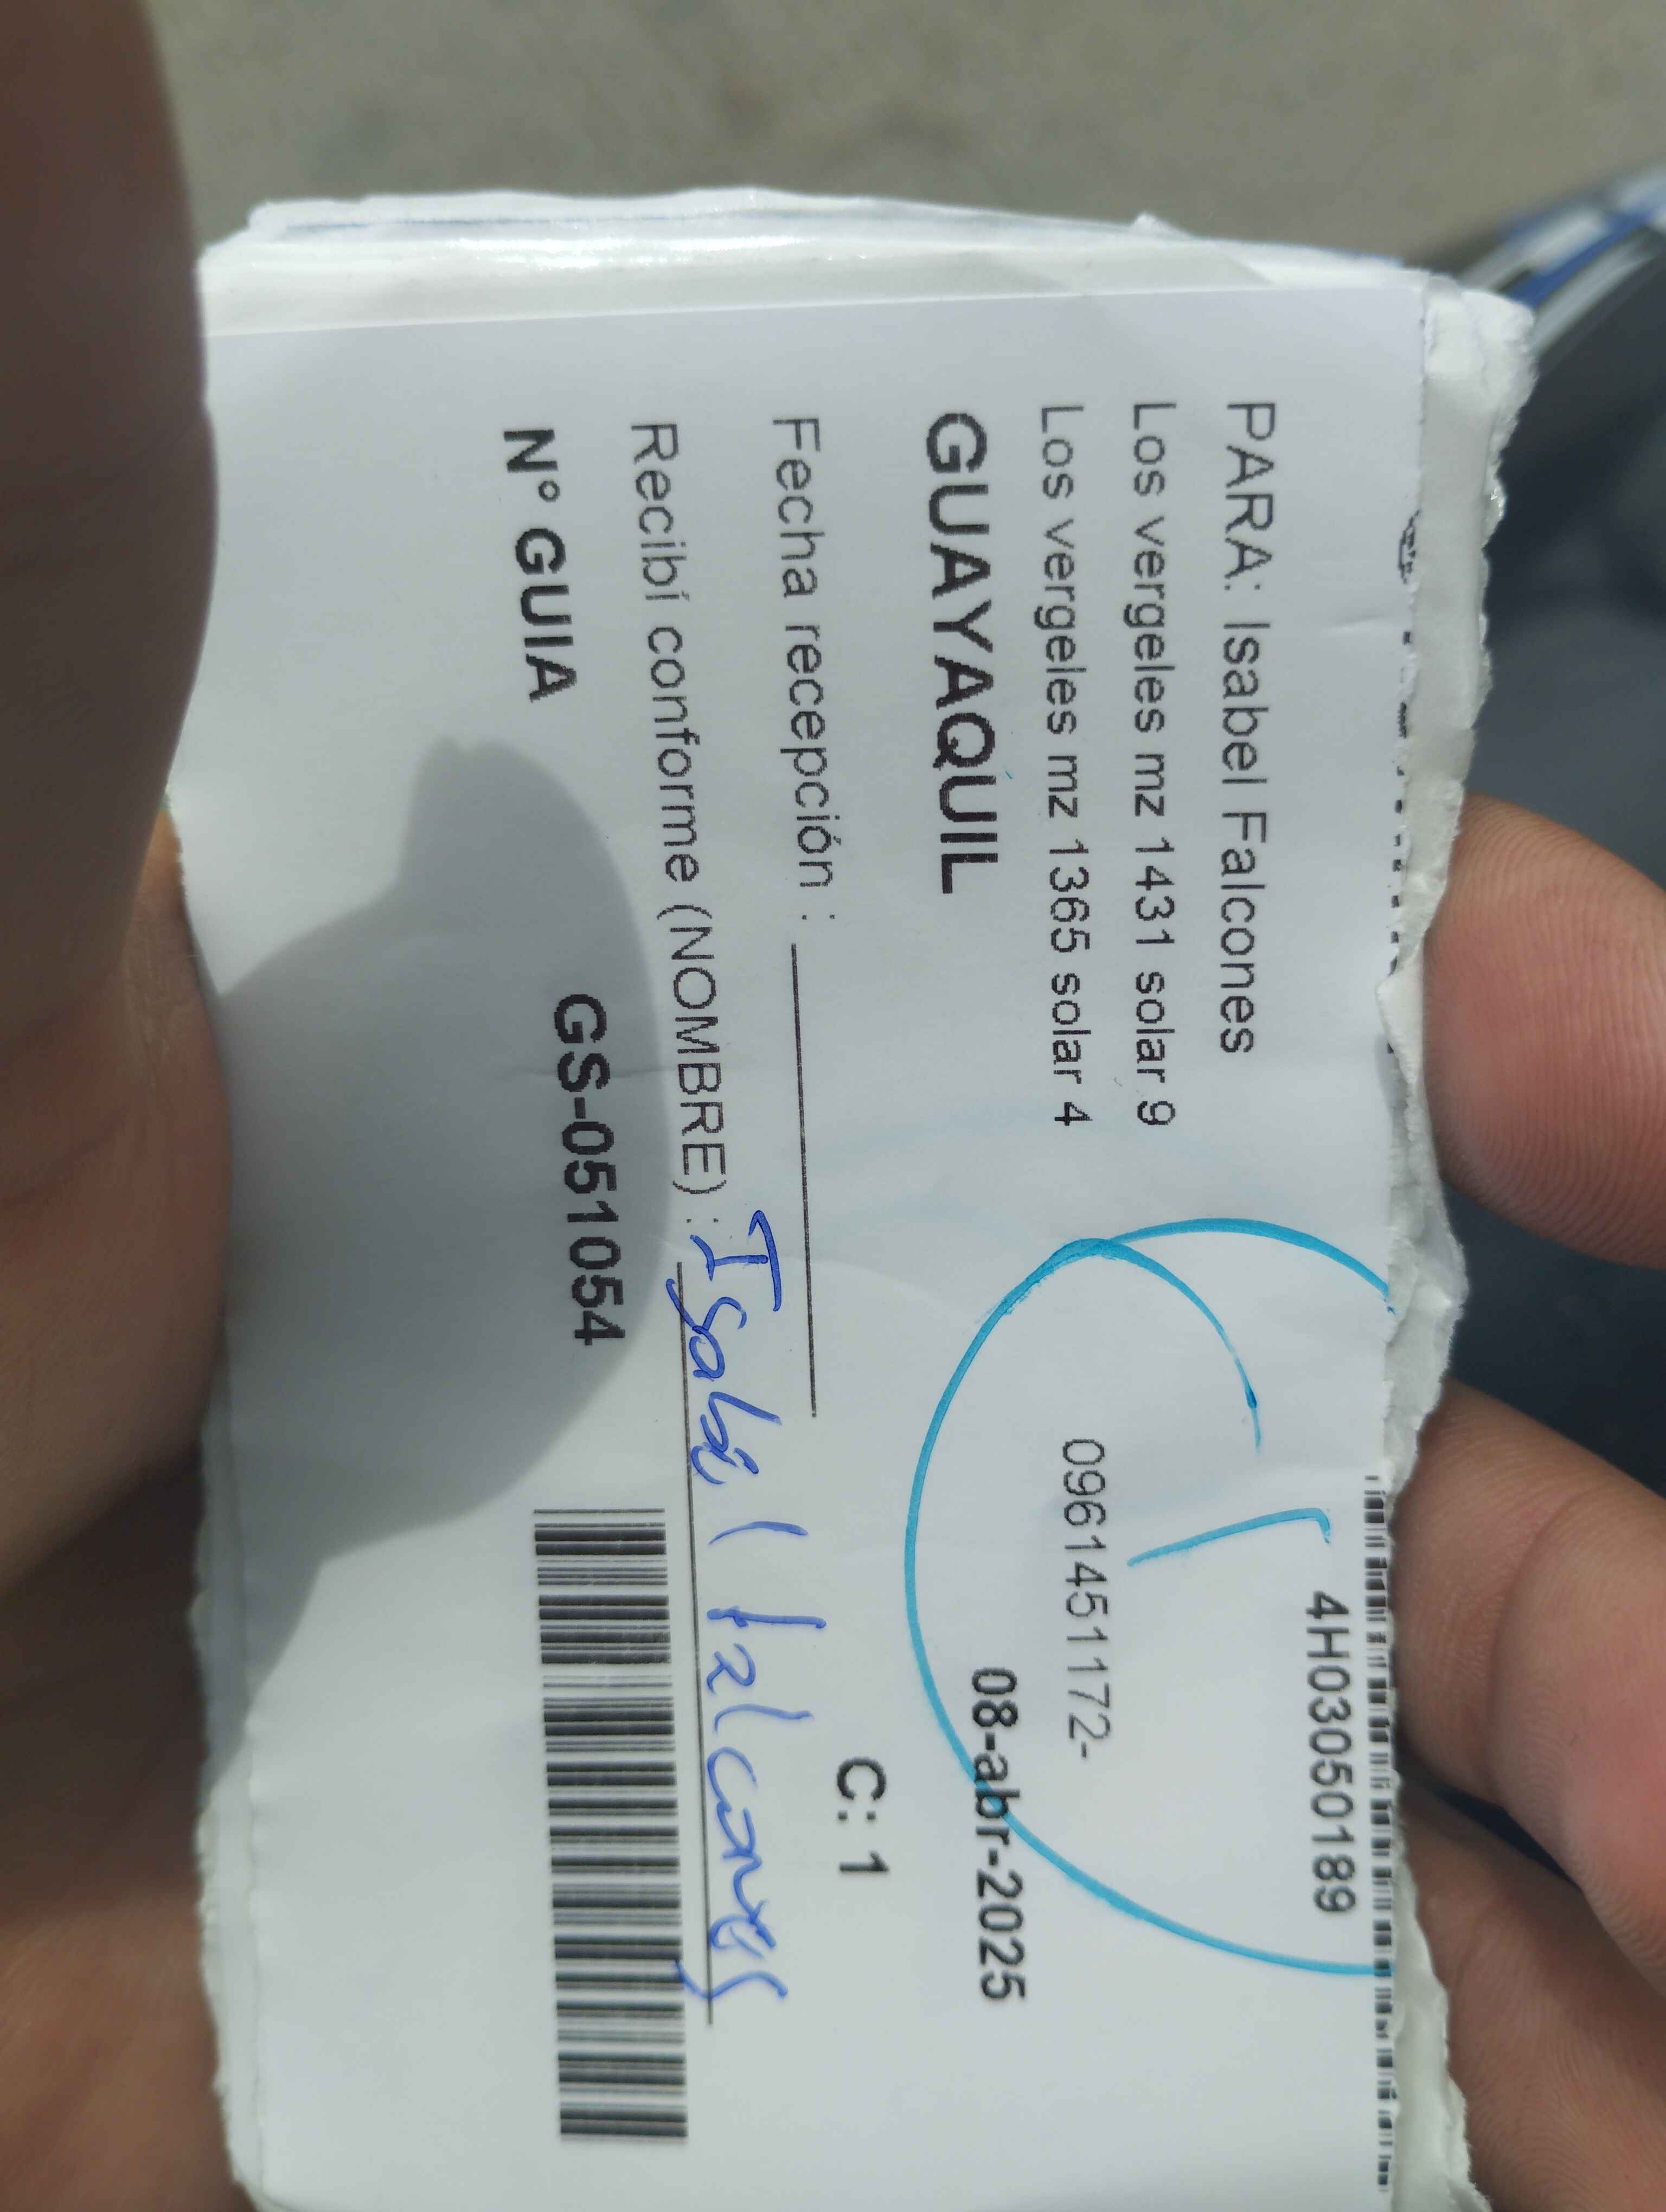 4H03050189
PARA: Isabel Falcones
Los vergeles mz 1431 solar 9
Los vergeles mz 1365 solar 4
0961451172-
GUAYAQUIL
08-abr-2025
Fecha recepción :
C: 1
Recibí conforme (NOMBRE) : Isabel Falcones
N° GUIA GS-051054